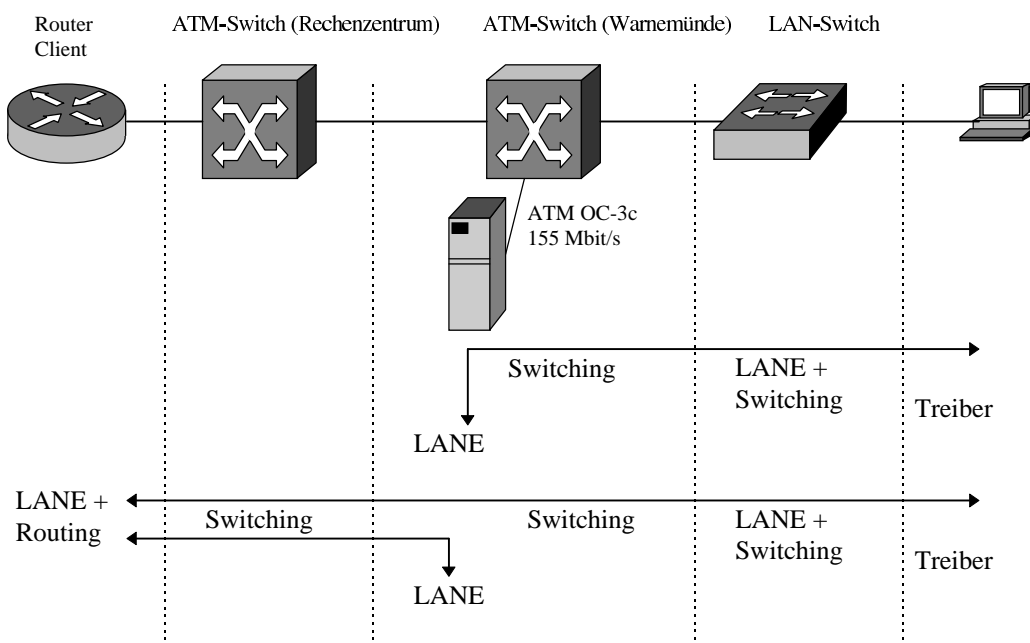 Router
Client
ATM-Switch (Rechenzentrum)
ATM-Switch (Warnemünde)
LAN-Switch
ATM OC-3c
155 Mbit/s
Switching
LANE +
Switching
Treiber
LANE
LANE +
Routing
Switching
Switching
LANE +
Switching
Treiber
LANE